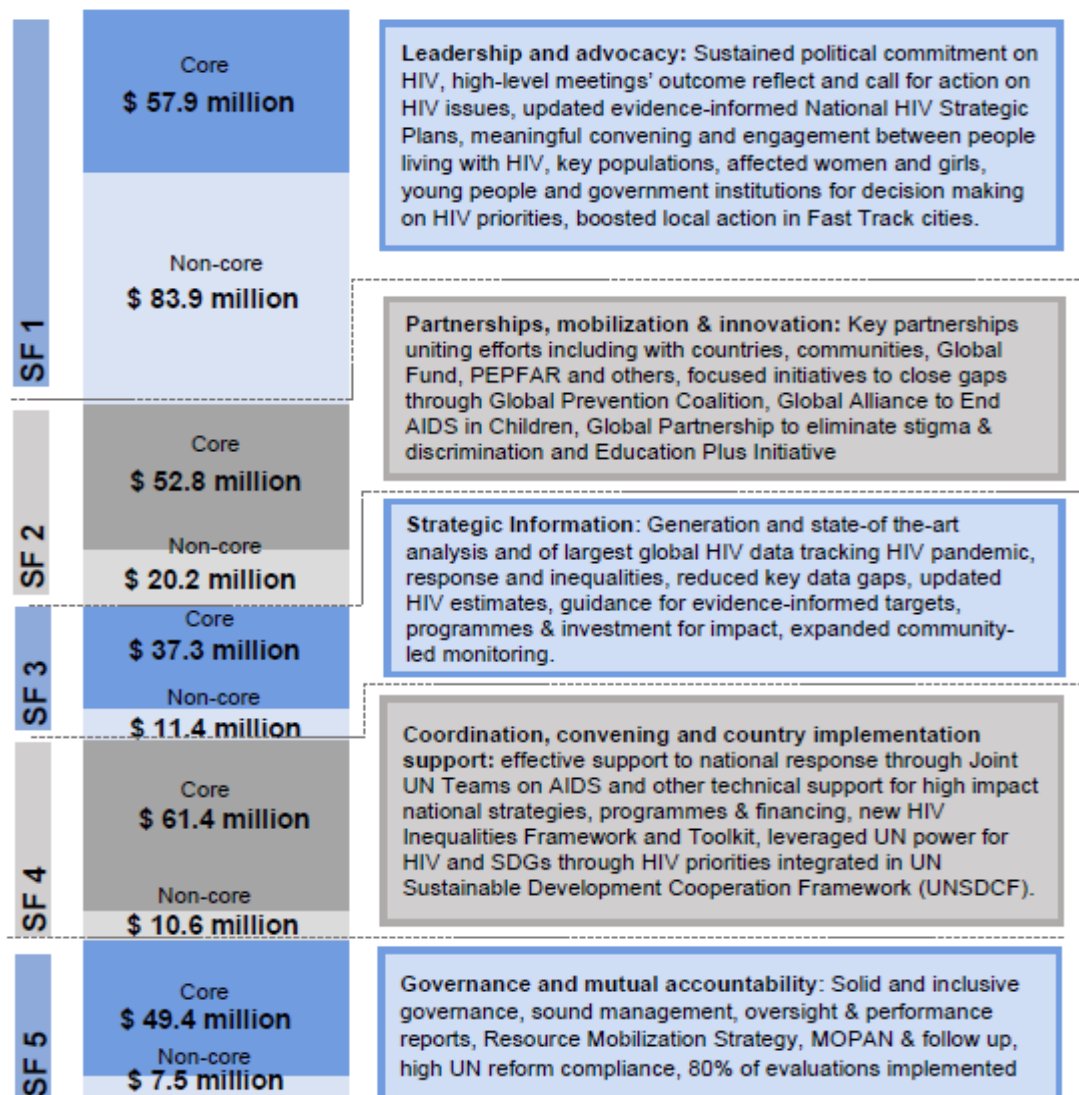 SF 1
Core
$ 57.9 million
Non-core
$ 83.9 million
Leadership and advocacy: Sustained political commitment on
HIV, high-level meetings' outcome reflect and call for action on
HIV issues, updated evidence-informed National HIV Strategic
Plans, meaningful convening and engagement between people
living with HIV, key populations, affected women and girls,
young people and government institutions for decision making
on HIV priorities, boosted local action in Fast Track cities.
SF 2
Core
$ 52.8 million
Non-core
$ 20.2 million
Partnerships, mobilization & innovation: Key partnerships
uniting efforts including with countries, communities, Global
Fund, PEPFAR and others, focused initiatives to close gaps
through Global Prevention Coalition, Global Alliance to End
AIDS in Children, Global Partnership to eliminate stigma &
discrimination and Education Plus Initiative
SF 3
Core
$ 37.3 million
Non-core
$ 11.4 million
Strategic Information: Generation and state-of the-art
analysis and of largest global HIV data tracking HIV pandemic,
response and inequalities, reduced key data gaps, updated
HIV estimates, guidance for evidence-informed targets,
programmes & investment for impact, expanded community-
led monitoring.
SF 4
Core
$ 61.4 million
Non-core
$ 10.6 million
Coordination, convening and country implementation
support: effective support to national response through Joint
UN Teams on AIDS and other technical support for high impact
national strategies, programmes & financing, new HIV
Inequalities Framework and Toolkit, leveraged UN power for
HIV and SDGs through HIV priorities integrated in UN
Sustainable Development Cooperation Framework (UNSDCF).
SF 5
Core
$ 49.4 million
Non-core
$ 7.5 million
Governance and mutual accountability: Solid and inclusive
governance, sound management, oversight & performance
reports, Resource Mobilization Strategy, MOPAN & follow up,
high UN reform compliance, 80% of evaluations implemented